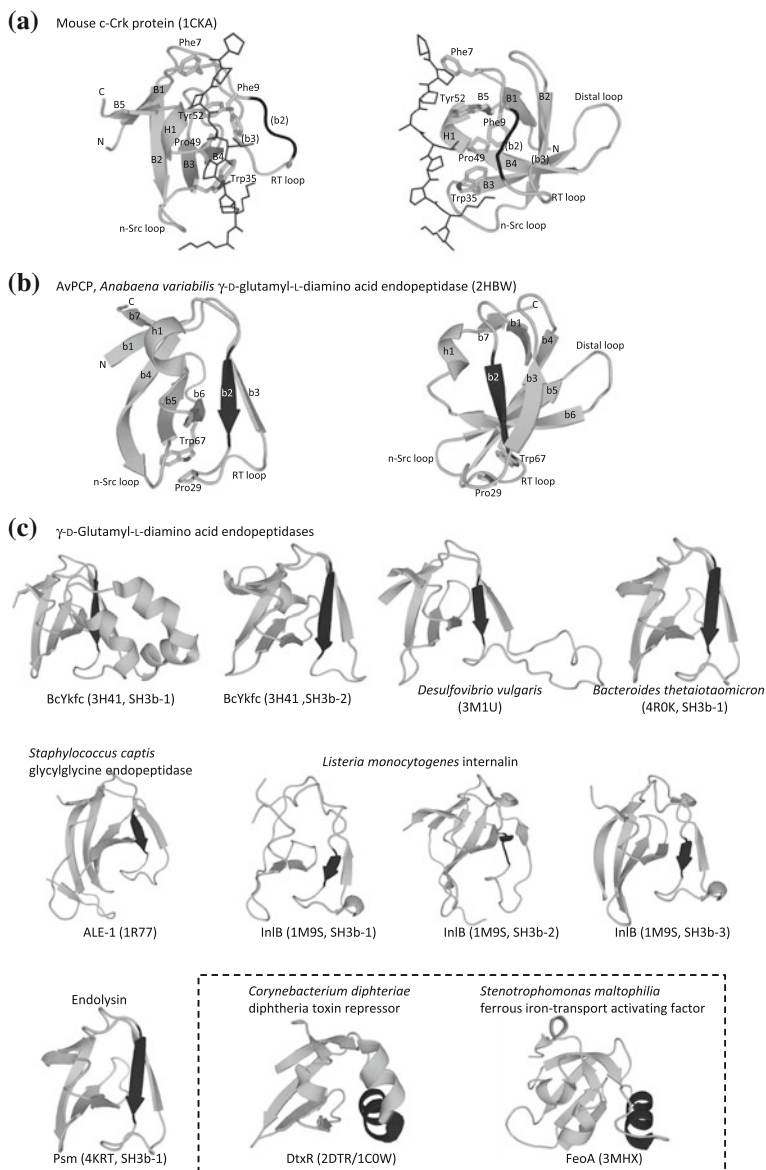 (a) Mouse c-Crk protein (1CKA)
Phe7
C
B5
B1
Phe9
Tyr52
(b2)
N
H1
Pro49
(b3)
B2
B3
B4
RT loop
Trp35
n-Src loop
Phe7
Tyr52
B5
B1
B2
Distal loop
Phe9
H1
(b2)
N
Pro49
B4
(b3)
B3
Trp35
RT loop
n-Src loop
(b) AvPCP, Anabaena variabilis γ-D-glutamyl-L-diamino acid endopeptidase (2HBW)
C
b7
h1
b1
N
b4
b5
b6
b2
b3
Trp67
n-Src loop
RT loop
Pro29
C
b1
b7
b4
h1
Distal loop
b2
b3
b5
b6
n-Src loop
Trp67
RT loop
Pro29
(c) γ-D-Glutamyl-L-diamino acid endopeptidases
BcYkfc (3H41, SH3b-1)
BcYkfc (3H41 ,SH3b-2)
Desulfovibrio vulgaris
(3M1U)
Bacteroides thetaiotaomicron
(4R0K, SH3b-1)
Staphylococcus captis
glycylglycine endopeptidase
Listeria monocytogenes internalin
ALE-1 (1R77)
InlB (1M9S, SH3b-1)
InlB (1M9S, SH3b-2)
InlB (1M9S, SH3b-3)
Endolysin
Corynebacterium diphteriae
diphtheria toxin repressor
Stenotrophomonas maltophilia
ferrous iron-transport activating factor
Psm (4KRT, SH3b-1)
DtxR (2DTR/1C0W)
FeoA (3MHX)